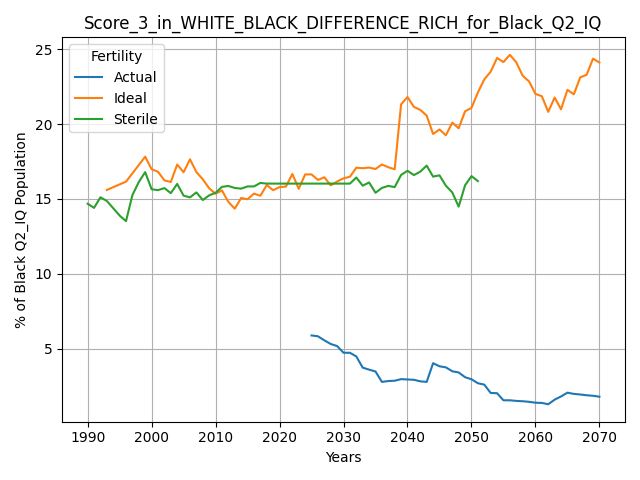 Score_3_in_WHITE_BLACK_DIFFERENCE_RICH_for_Black_Q2_IQ
Fertility
Actual
Ideal
Sterile
% of Black Q2_IQ Population
25
20
15
10
5
1990 2000 2010 2020 2030 2040 2050 2060 2070
Years